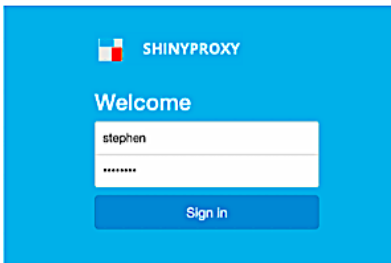 SHINYPROXY
Welcome
stephen
••••••••
Sign in